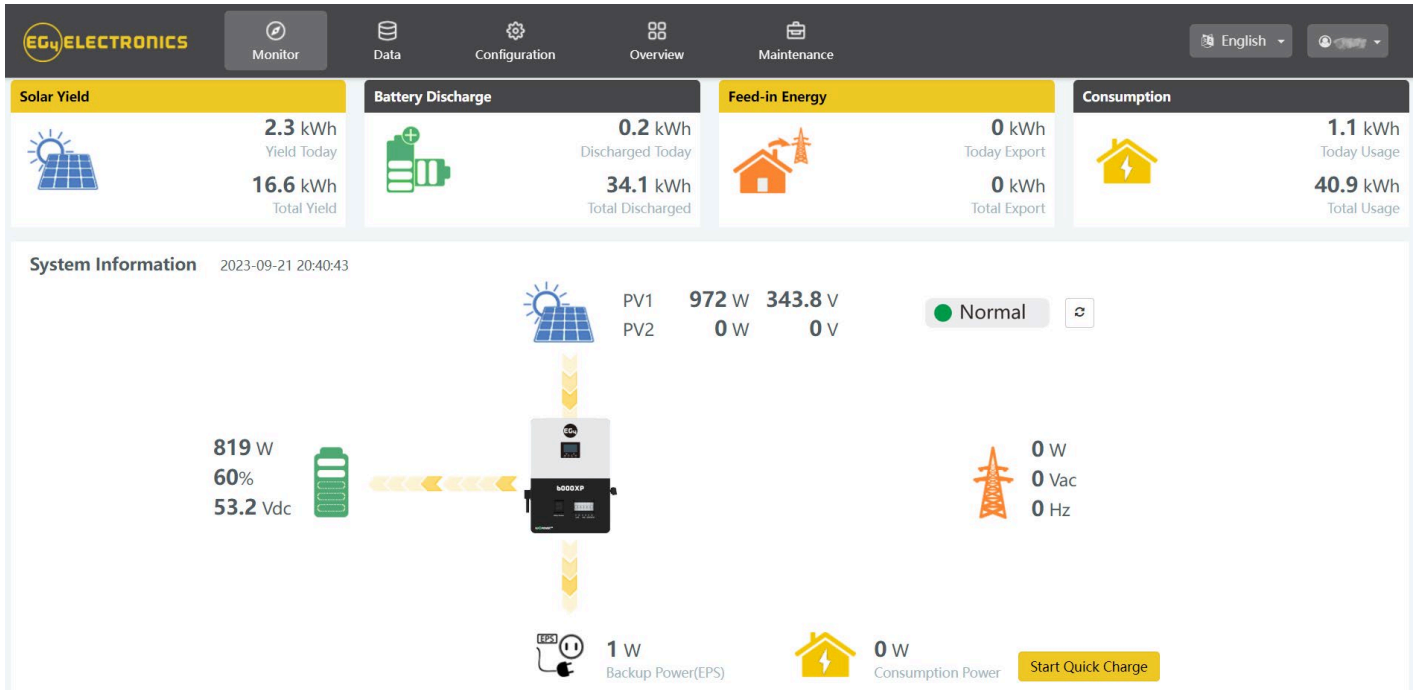 EG4 ELECTRONICS
Monitor
Data
Configuration
Overview
Maintenance
English
Solar Yield
2.3 kWh
Yield Today
16.6 kWh
Total Yield
Battery Discharge
0.2 kWh
Discharged Today
34.1 kWh
Total Discharged
Feed-in Energy
0 kWh
Today Export
0 kWh
Total Export
Consumption
1.1 kWh
Today Usage
40.9 kWh
Total Usage
System Information 2023-09-21 20:40:43
PV1 972 W 343.8 V
PV2 0 W 0 V
Normal
819 W
60%
53.2 Vdc
EG4
6000XP
0 W
0 Vac
0 Hz
EPS
1 W
Backup Power(EPS)
0 W
Consumption Power
Start Quick Charge